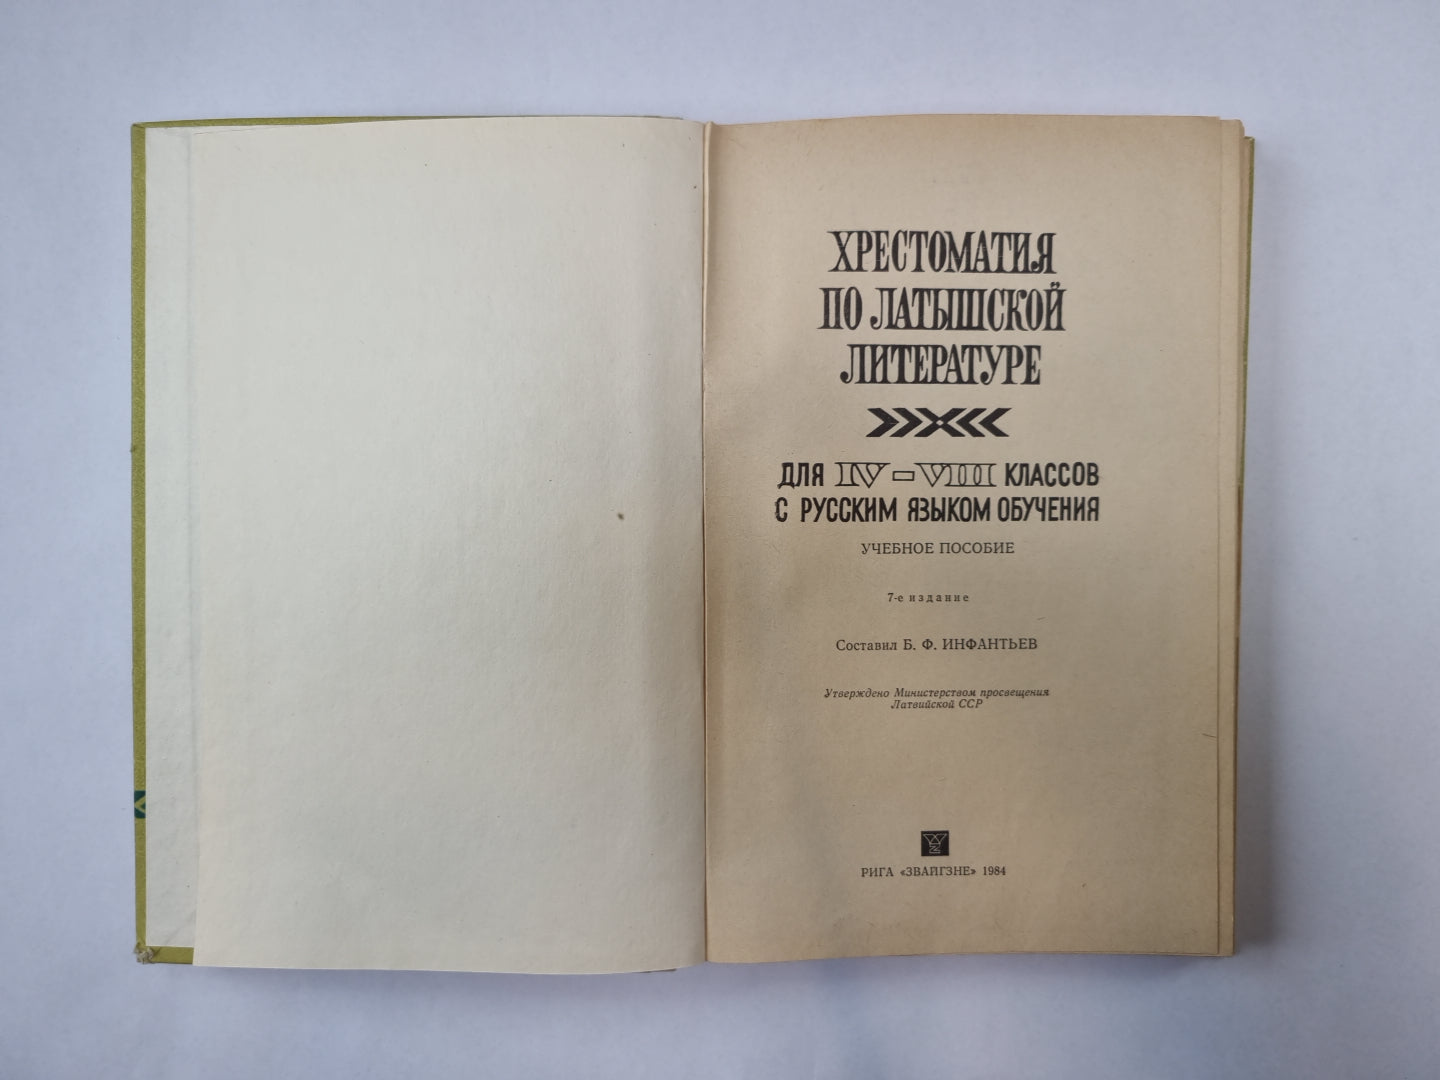 ХРЕСТОМАТИЯ
ПО ЛАТЫШСКОЙ
ЛИТЕРАТУРЕ
ДЛЯ IV–VIII КЛАССОВ
С РУССКИМ ЯЗЫКОМ ОБУЧЕНИЯ
УЧЕБНОЕ ПОСОБИЕ
7-е издание
Составил Б. Ф. ИНФАНТЬЕВ
Утверждено Министерством просвещения
Латвийской ССР
РИГА «ЗВАЙГЗНЕ» 1984